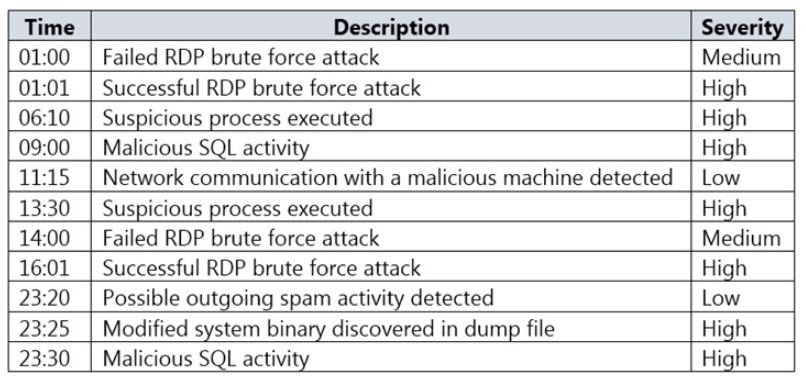 Time Description Severity
01:00 Failed RDP brute force attack Medium
01:01 Successful RDP brute force attack High
06:10 Suspicious process executed High
09:00 Malicious SQL activity High
11:15 Network communication with a malicious machine detected Low
13:30 Suspicious process executed High
14:00 Failed RDP brute force attack Medium
16:01 Successful RDP brute force attack High
23:20 Possible outgoing spam activity detected Low
23:25 Modified system binary discovered in dump file High
23:30 Malicious SQL activity High